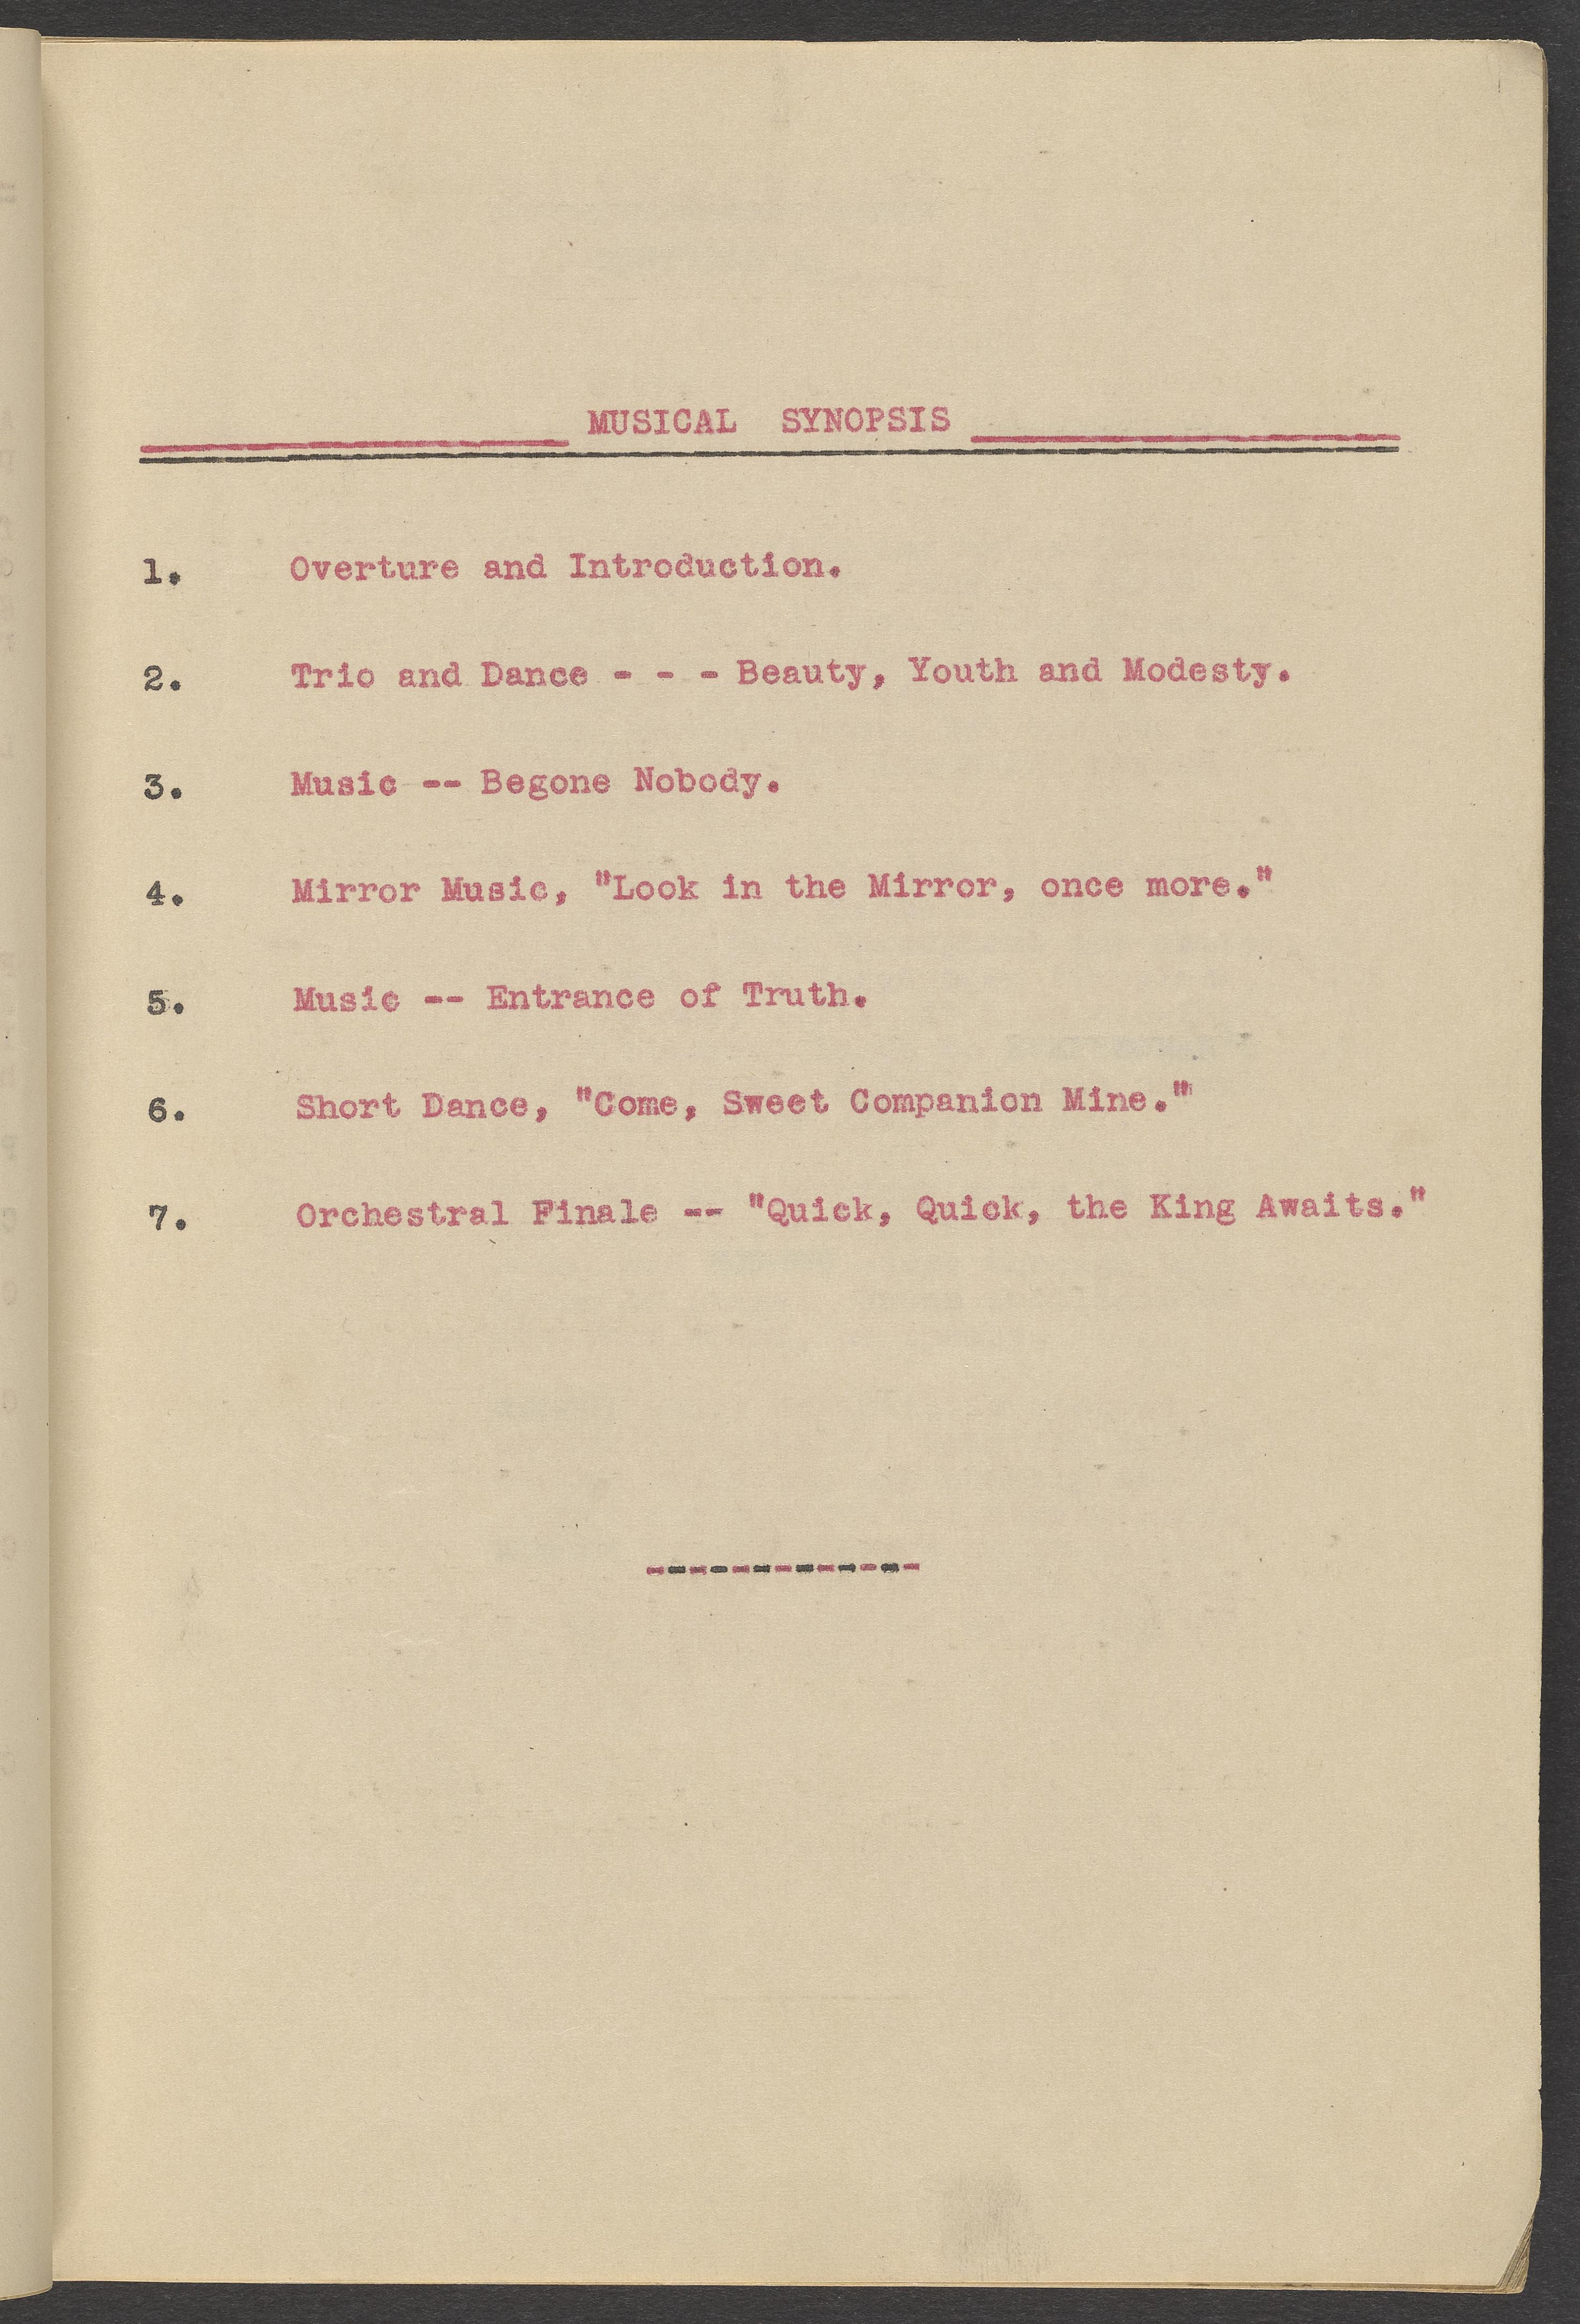 MUSICAL SYNOPSIS
1. Overture and Introduction.
2. Trio and Dance - - - Beauty, Youth and Modesty.
3. Music -- Begone Nobody.
4. Mirror Music, "Look in the Mirror, once more."
5. Music -- Entrance of Truth.
6. Short Dance, "Come, Sweet Companion Mine."
7. Orchestral Finale -- "Quick, Quick, the King Awaits."
-------------